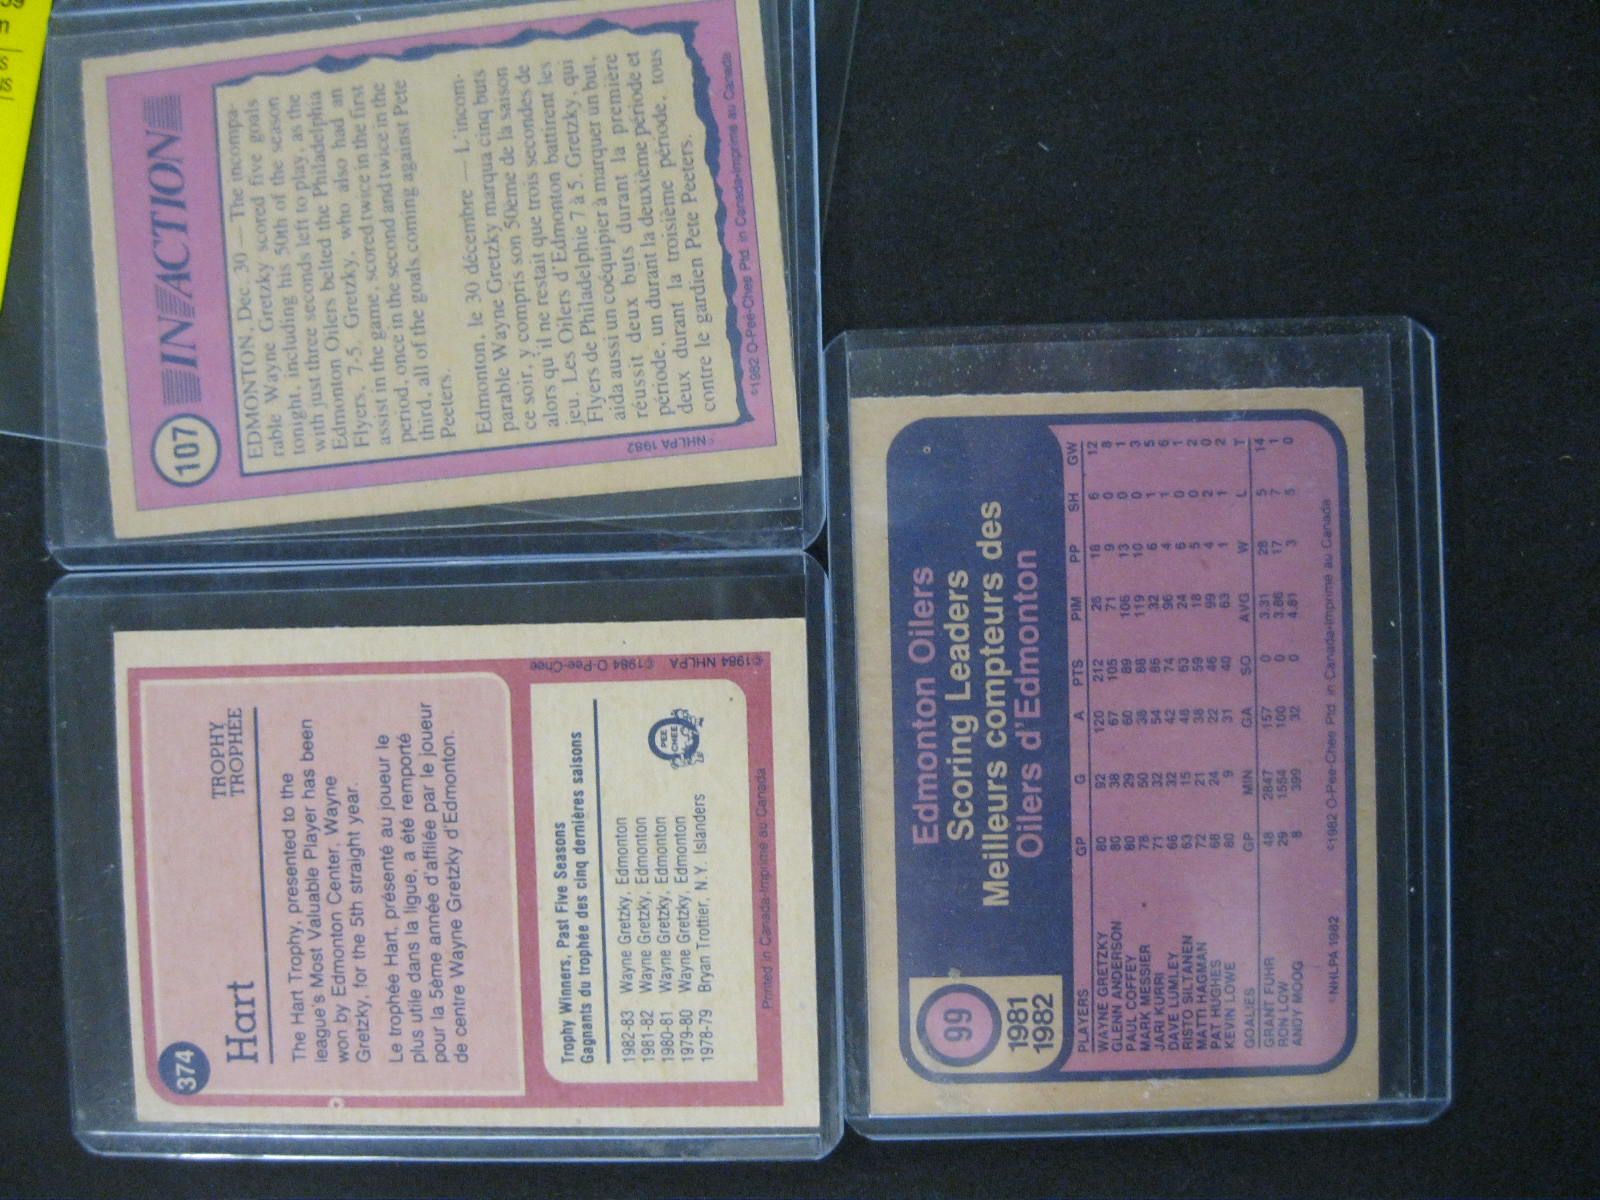 107 IN ACTION
EDMONTON, Dec. 30 — The incompa-
rable Wayne Gretzky scored five goals
tonight, including his 50th of the season
with just three seconds left to play, as the
Edmonton Oilers belted the Philadelphia
Flyers, 7-5. Gretzky, who also had an
assist in the game, scored twice in the first
period, once in the second and twice in the
third, all of the goals coming against Pete
Peeters.
Edmonton, le 30 décembre — L'incom-
parable Wayne Gretzky marqua cinq buts
ce soir, y compris son 50ème de la saison
alors qu'il ne restait que trois secondes de
jeu. Les Oilers d'Edmonton battirent les
Flyers de Philadelphie 7 à 5. Gretzky, qui
aida aussi un coéquipier à marquer un but,
réussit deux buts durant la première
période, un durant la deuxième période et
deux durant la troisième période, tous
contre le gardien Pete Peeters.
©NHLPA 1982
©1982 O-Pee-Chee Ptd. in Canada-Imprimé au Canada
374
Hart TROPHY
TROPHÉE
The Hart Trophy, presented to the
league's Most Valuable Player has been
won by Edmonton Center, Wayne
Gretzky, for the 5th straight year.
Le trophée Hart, présenté au joueur le
plus utile dans la ligue, a été remporté
pour la 5ème année d'affilée par le joueur
de centre Wayne Gretzky d'Edmonton.
©1984 O-Pee-Chee ©1984 NHLPA
Trophy Winners, Past Five Seasons
Gagnants du trophée des cinq dernières saisons
1982-83 Wayne Gretzky, Edmonton
1981-82 Wayne Gretzky, Edmonton
1980-81 Wayne Gretzky, Edmonton
1979-80 Wayne Gretzky, Edmonton
1978-79 Bryan Trottier, N.Y. Islanders
O PEE CHEE
Printed in Canada-Imprimé au Canada
99
1981
1982
Edmonton Oilers
Scoring Leaders
Meilleurs compteurs des
Oilers d'Edmonton
PLAYERS GP G A PTS PIM PP SH GW
WAYNE GRETZKY 80 92 120 212 26 18 6 12
GLENN ANDERSON 80 38 67 105 71 9 0 8
PAUL COFFEY 80 29 60 89 106 13 0 1
MARK MESSIER 78 50 38 88 119 10 0 3
JARI KURRI 71 32 54 86 32 6 1 5
DAVE LUMLEY 66 32 42 74 96 4 1 6
RISTO SILTANEN 63 15 48 63 24 6 0 1
MATTI HAGMAN 72 21 38 59 18 5 0 2
PAT HUGHES 68 24 22 46 99 4 2 0
KEVIN LOWE 80 9 31 40 63 1 1 2
GOALIES GP MIN GA SO AVG W L T
GRANT FUHR 48 2847 157 0 3.31 28 5 14
RON LOW 29 1554 100 0 3.86 17 7 1
ANDY MOOG 8 399 32 0 4.81 3 5 0
©NHLPA 1982 ©1982 O-Pee-Chee Ptd. in Canada-Imprimé au Canada